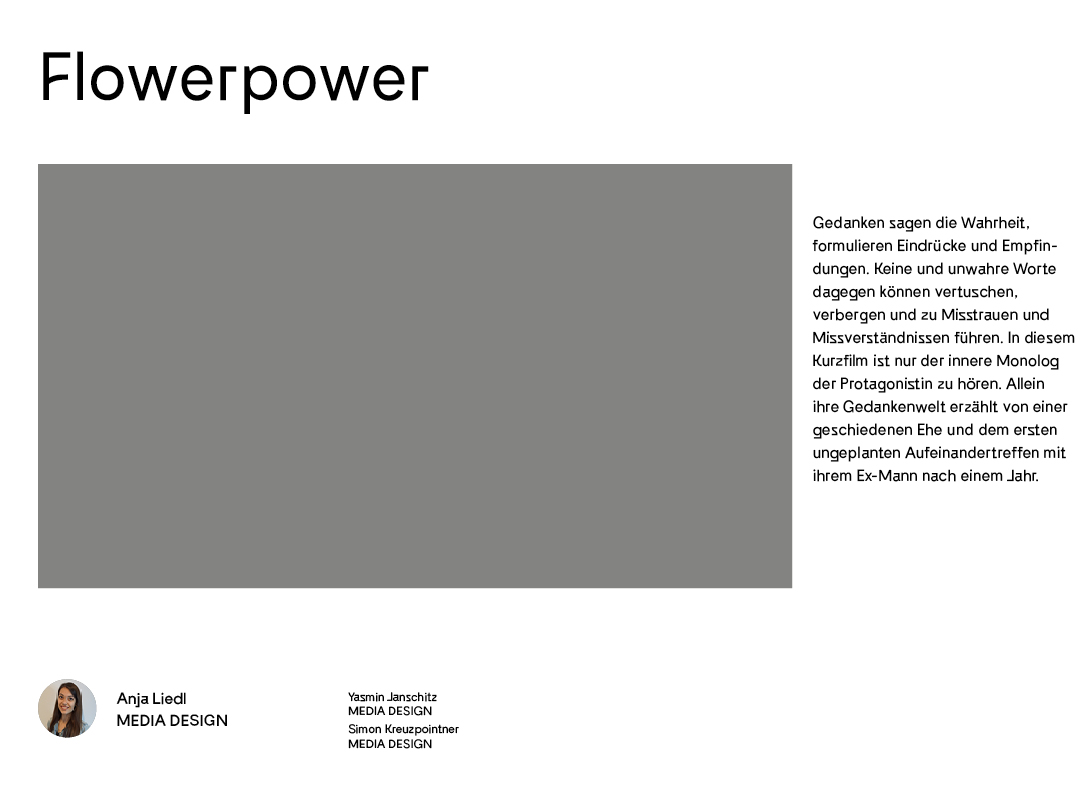 Flowerpower
Gedanken sagen die Wahrheit,
formulieren Eindrücke und Empfin-
dungen. Keine und unwahre Worte
dagegen können vertuschen,
verbergen und zu Misstrauen und
Missverständnissen führen. In diesem
Kurzfilm ist nur der innere Monolog
der Protagonistin zu hören. Allein
ihre Gedankenwelt erzählt von einer
geschiedenen Ehe und dem ersten
ungeplanten Aufeinandertreffen mit
ihrem Ex-Mann nach einem Jahr.
Anja Liedl
MEDIA DESIGN
Yasmin Janschitz
MEDIA DESIGN
Simon Kreuzpointner
MEDIA DESIGN